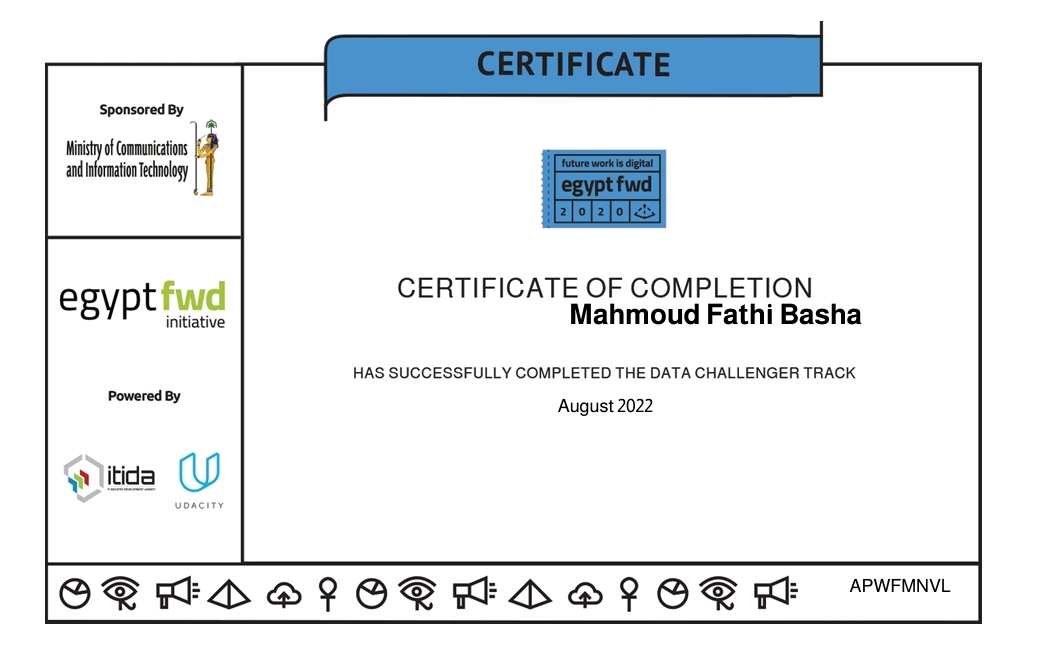 CERTIFICATE
Sponsored By
Ministry of Communications
and Information Technology
egypt fwd
initiative
Powered By
itida
UDACITY
future work is digital
egypt fwd
2 0 2 0
CERTIFICATE OF COMPLETION
Mahmoud Fathi Basha
HAS SUCCESSFULLY COMPLETED THE DATA CHALLENGER TRACK
August 2022
APWFMNVL